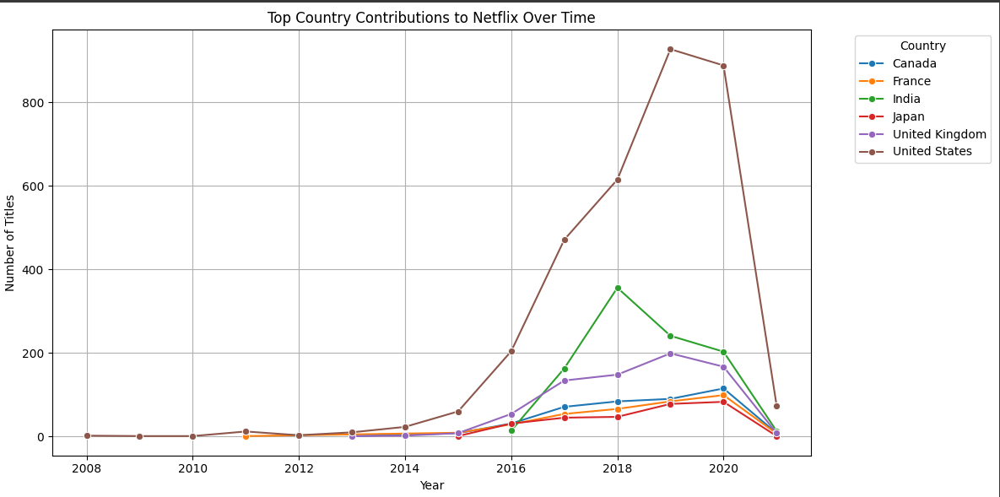 Top Country Contributions to Netflix Over Time
Number of Titles
800
600
400
200
0
2008 2010 2012 2014 2016 2018 2020
Year
Country
Canada
France
India
Japan
United Kingdom
United States